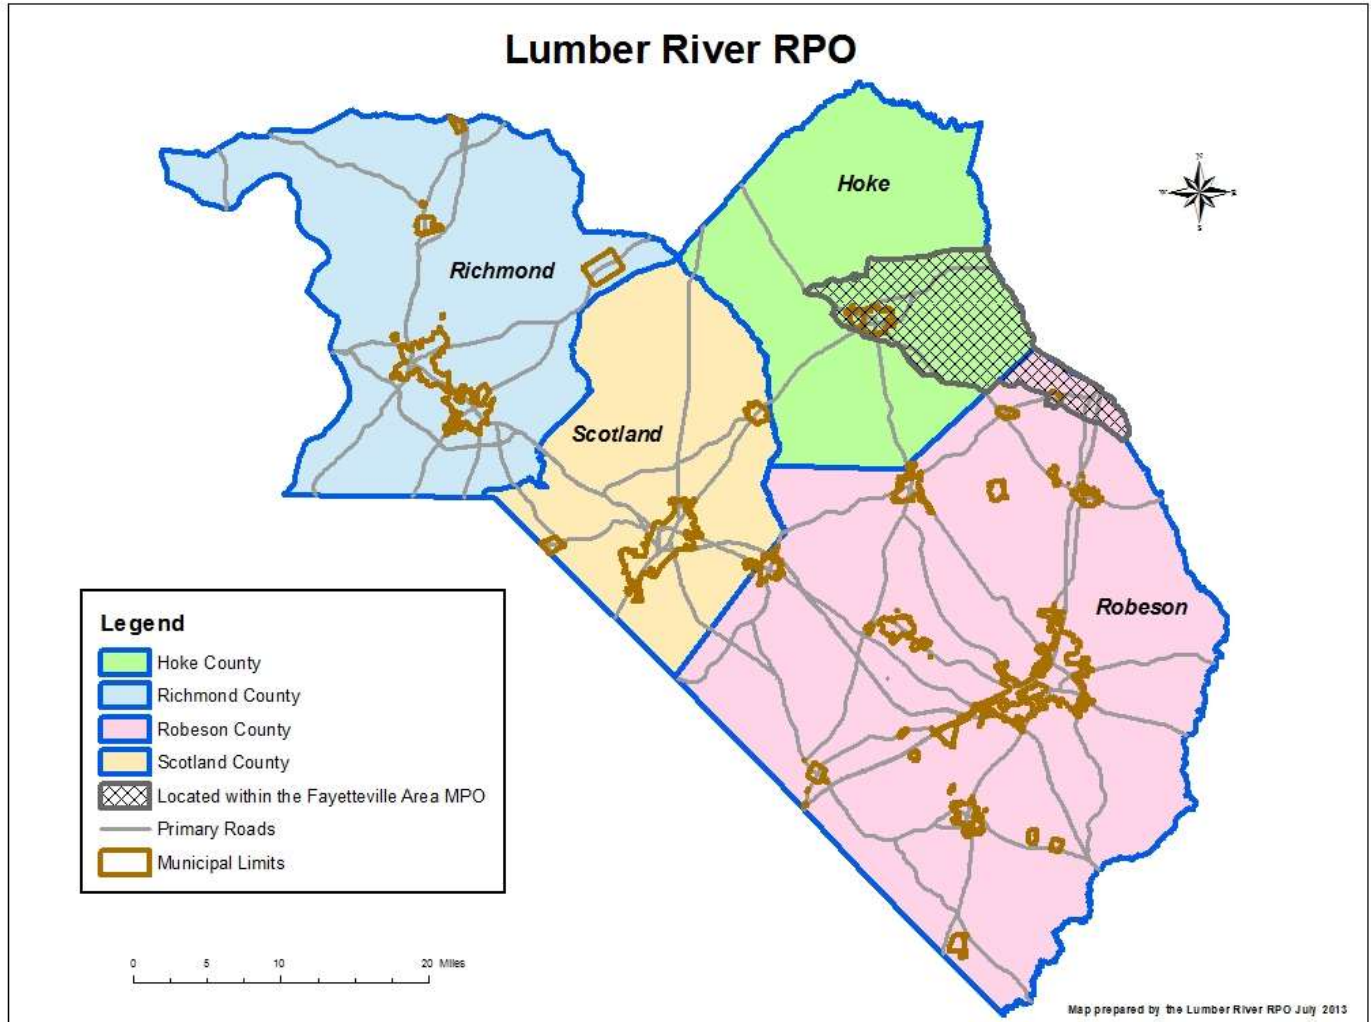 Lumber River RPO
Hoke
N
W E
S
Richmond
Scotland
Robeson
Legend
Hoke County
Richmond County
Robeson County
Scotland County
Located within the Fayetteville Area MPO
Primary Roads
Municipal Limits
0 5 10 20 Miles
Map prepared by the Lumber River RPO July 2013